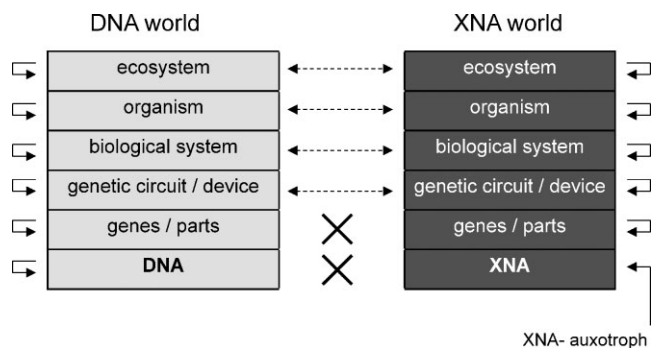 DNA world
XNA world
ecosystem
ecosystem
organism
organism
biological system
biological system
genetic circuit / device
genetic circuit / device
genes / parts
genes / parts
DNA
XNA
XNA- auxotroph